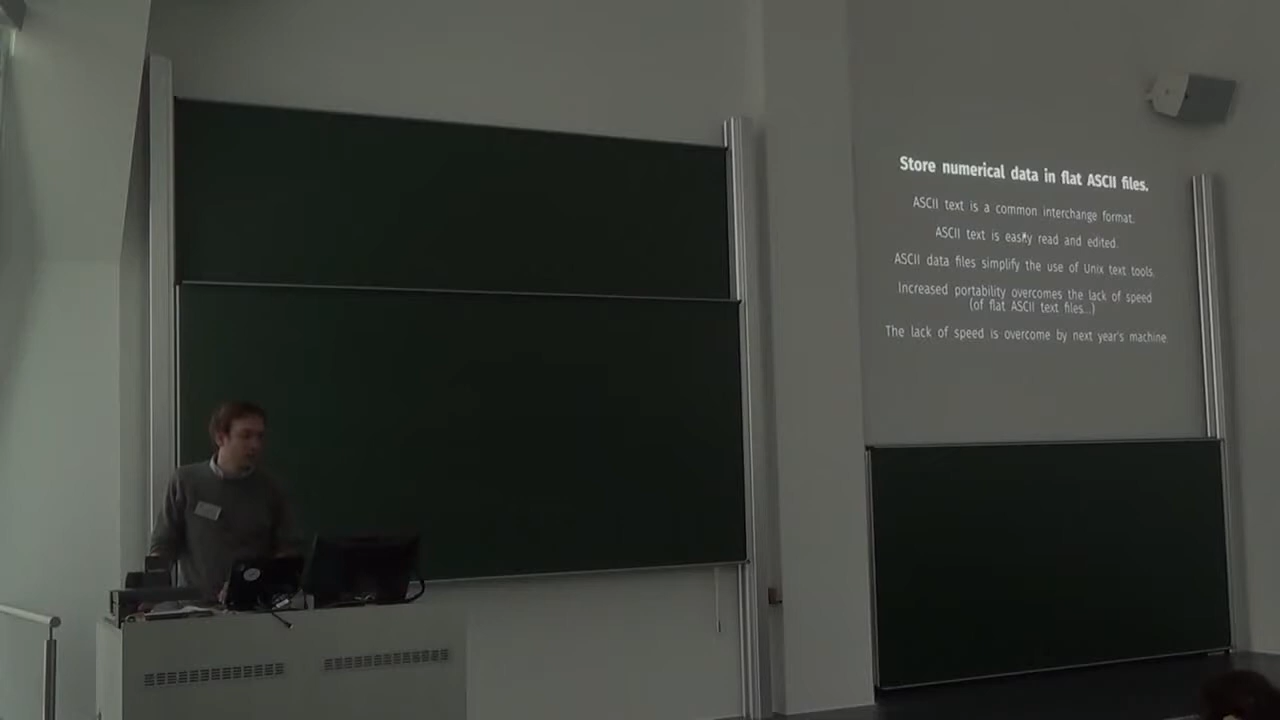 Store numerical data in flat ASCII files.
ASCII text is a common interchange format.
ASCII text is easily read and edited.
ASCII data files simplify the use of Unix text tools.
Increased portability overcomes the lack of speed
(of flat ASCII text files...)
The lack of speed is overcome by next year's machine